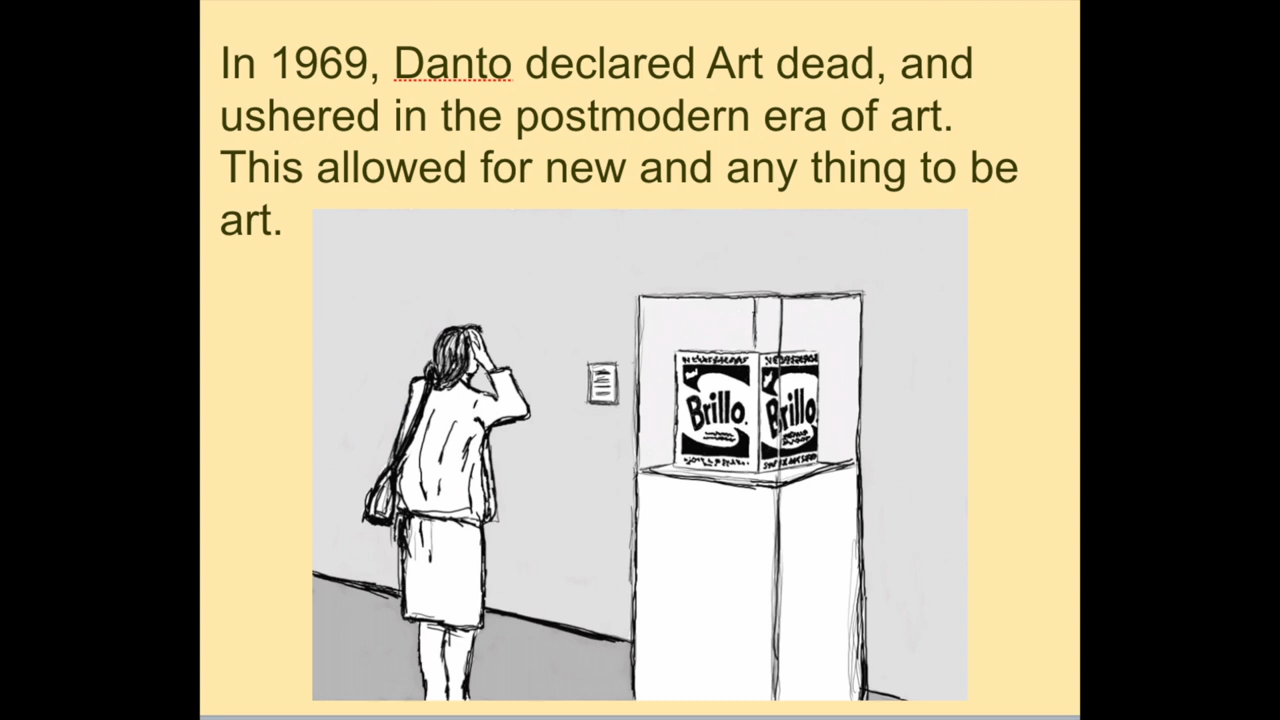 In 1969, Danto declared Art dead, and
ushered in the postmodern era of art.
This allowed for new and any thing to be
art.
Brillo.
Brillo